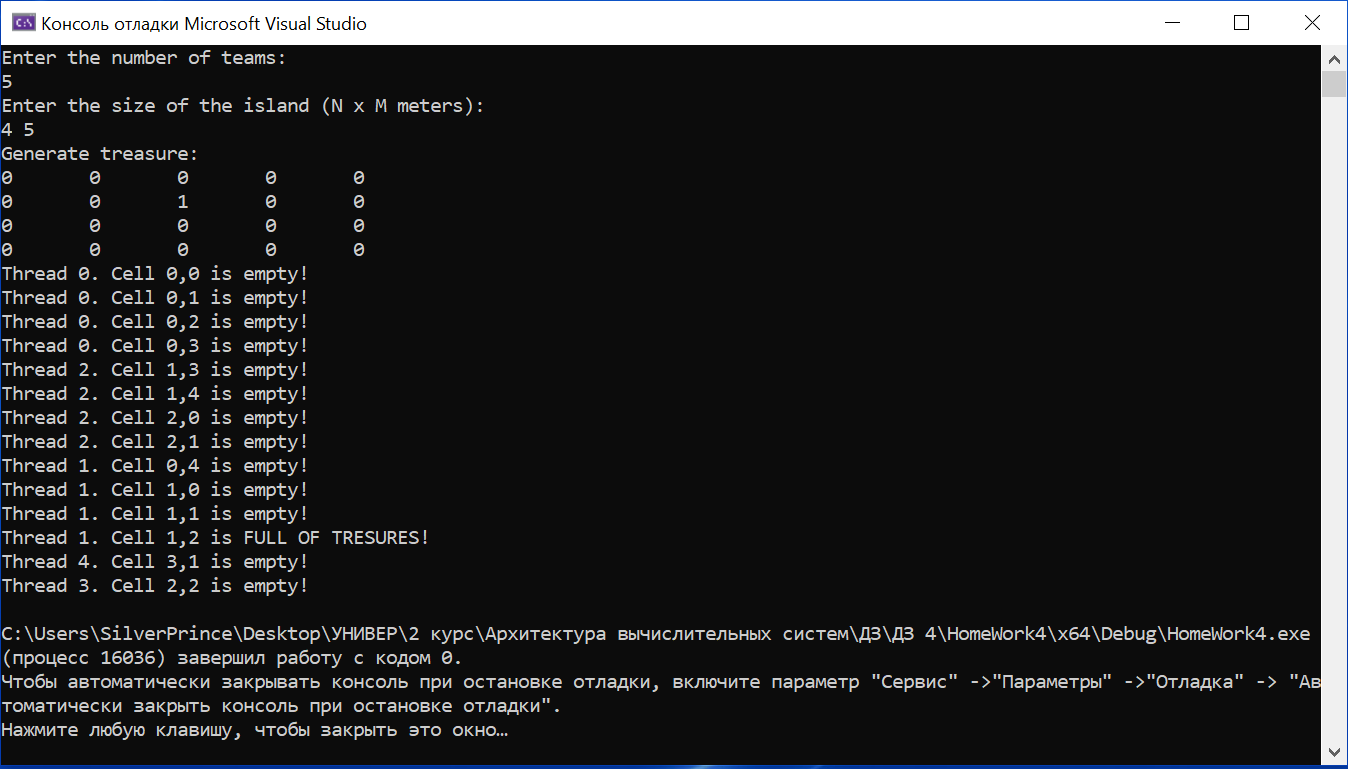 Консоль отладки Microsoft Visual Studio
Enter the number of teams:
5
Enter the size of the island (N x M meters):
4 5
Generate treasure:
0 0 0 0 0
0 0 1 0 0
0 0 0 0 0
0 0 0 0 0
Thread 0. Cell 0,0 is empty!
Thread 0. Cell 0,1 is empty!
Thread 0. Cell 0,2 is empty!
Thread 0. Cell 0,3 is empty!
Thread 2. Cell 1,3 is empty!
Thread 2. Cell 1,4 is empty!
Thread 2. Cell 2,0 is empty!
Thread 2. Cell 2,1 is empty!
Thread 1. Cell 0,4 is empty!
Thread 1. Cell 1,0 is empty!
Thread 1. Cell 1,1 is empty!
Thread 1. Cell 1,2 is FULL OF TRESURES!
Thread 4. Cell 3,1 is empty!
Thread 3. Cell 2,2 is empty!
C:\Users\SilverPrince\Desktop\УНИВЕР\2 курс\Архитектура вычислительных систем\ДЗ\ДЗ 4\HomeWork4\x64\Debug\HomeWork4.exe
(процесс 16036) завершил работу с кодом 0.
Чтобы автоматически закрывать консоль при остановке отладки, включите параметр "Сервис" ->"Параметры" ->"Отладка" -> "Ав
томатически закрыть консоль при остановке отладки".
Нажмите любую клавишу, чтобы закрыть это окно…